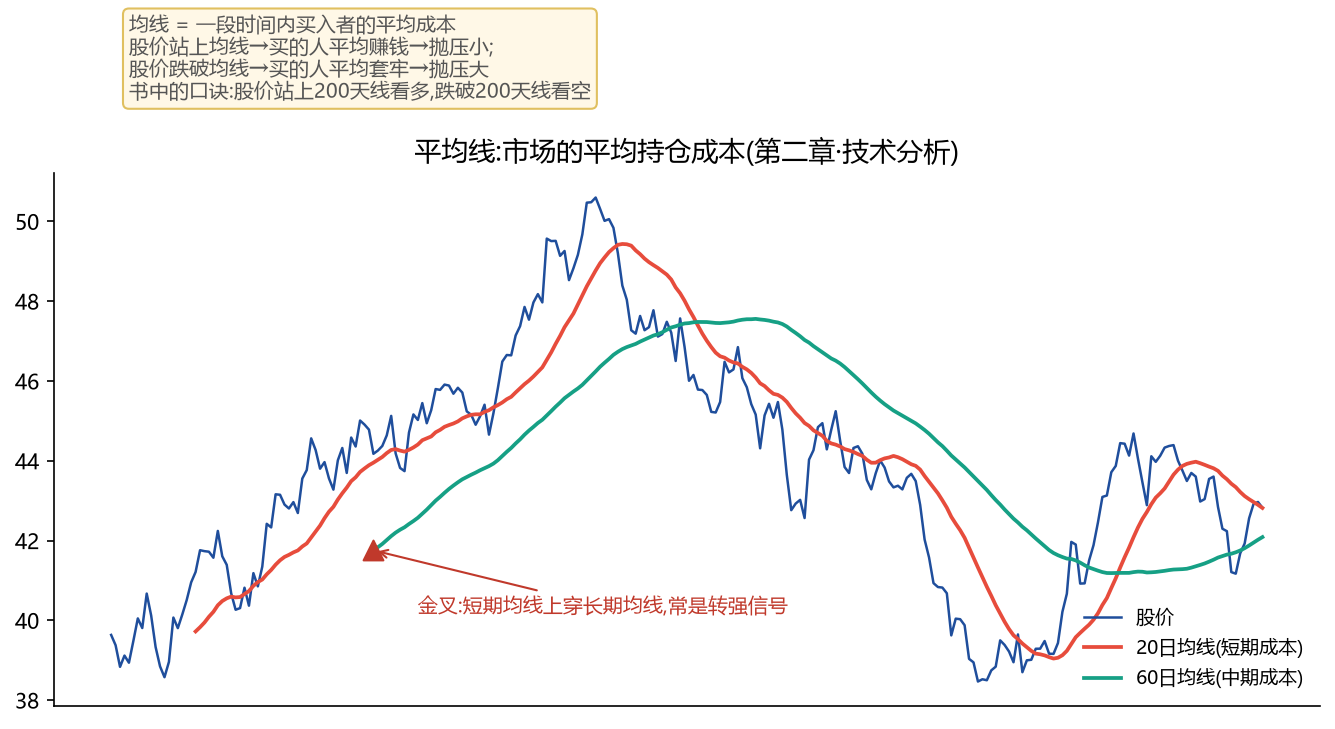 均线 = 一段时间内买入者的平均成本
股价站上均线→买的人平均赚钱→抛压小;
股价跌破均线→买的人平均套牢→抛压大
书中的口诀:股价站上200天线看多,跌破200天线看空
平均线:市场的平均持仓成本(第二章·技术分析)
50
48
46
44
42
40
38
金叉:短期均线上穿长期均线,常是转强信号
股价
20日均线(短期成本)
60日均线(中期成本)